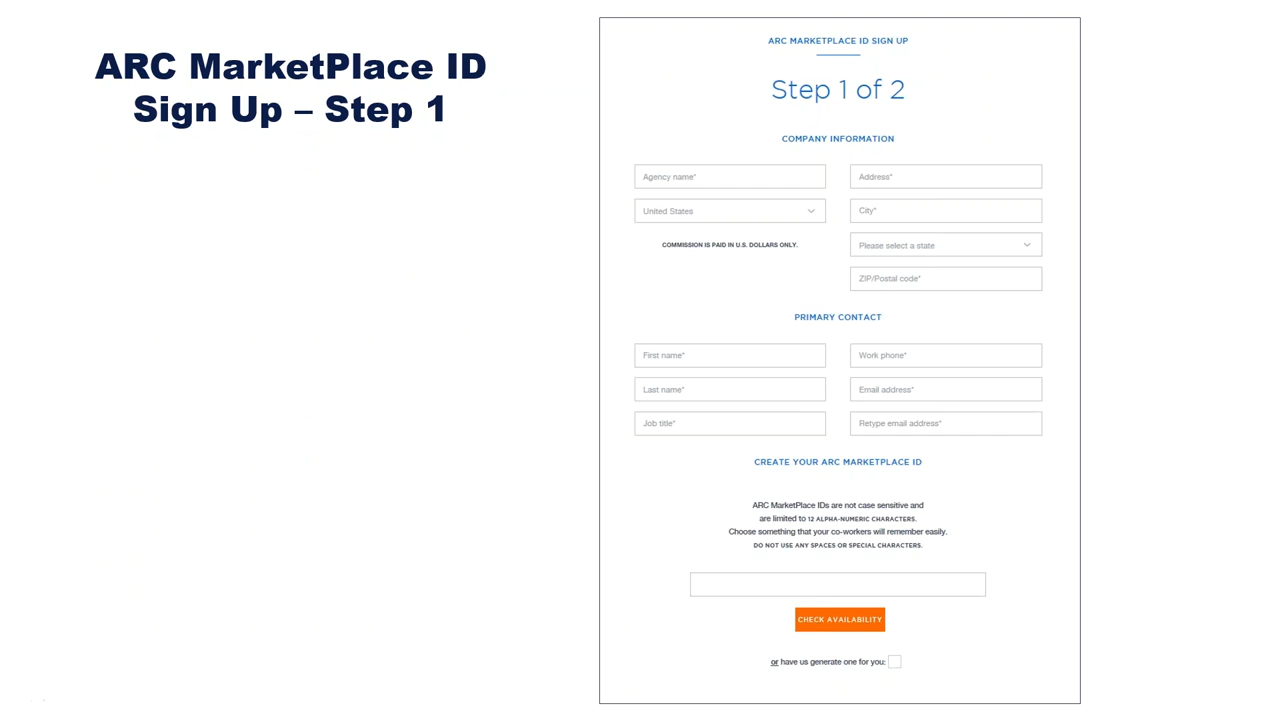 ARC MarketPlace ID
Sign Up – Step 1
ARC MARKETPLACE ID SIGN UP
Step 1 of 2
COMPANY INFORMATION
Agency name*
Address*
United States
City*
COMMISSION IS PAID IN U.S. DOLLARS ONLY.
Please select a state
ZIP/Postal code*
PRIMARY CONTACT
First name*
Work phone*
Last name*
Email address*
Job title*
Retype email address*
CREATE YOUR ARC MARKETPLACE ID
ARC MarketPlace IDs are not case sensitive and
are limited to 12 ALPHA-NUMERIC CHARACTERS.
Choose something that your co-workers will remember easily.
DO NOT USE ANY SPACES OR SPECIAL CHARACTERS.
CHECK AVAILABILITY
or have us generate one for you: